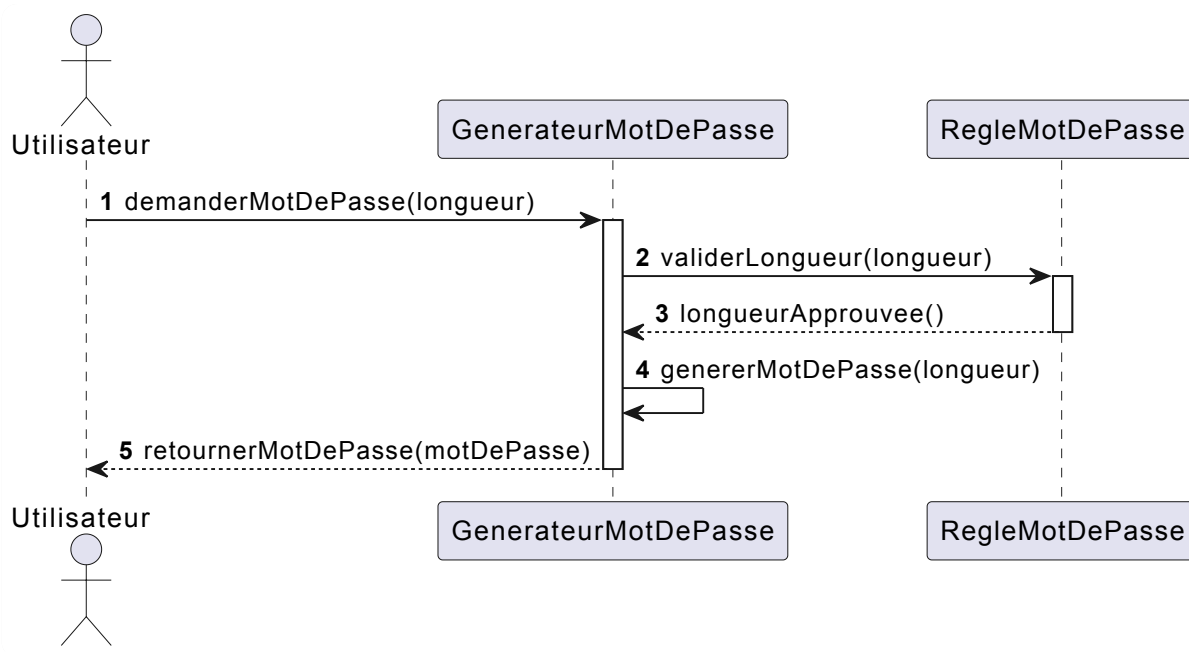 Utilisateur
GenerateurMotDePasse
RegleMotDePasse
1 demanderMotDePasse(longueur)
2 validerLongueur(longueur)
3 longueurApprouvee()
4 genererMotDePasse(longueur)
5 retournerMotDePasse(motDePasse)
Utilisateur
GenerateurMotDePasse
RegleMotDePasse